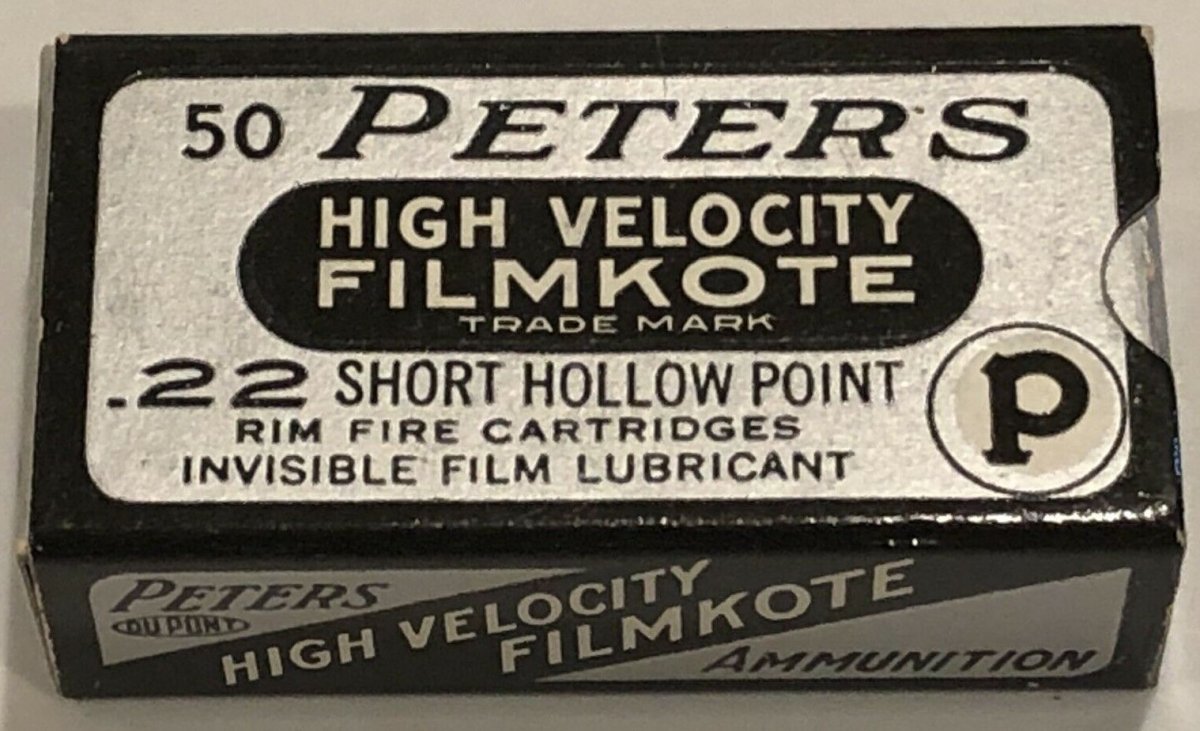 50 PETERS
HIGH VELOCITY
FILMKOTE
TRADE MARK
.22 SHORT HOLLOW POINT
RIM FIRE CARTRIDGES
INVISIBLE FILM LUBRICANT
P
PETERS
DU PONT
HIGH VELOCITY
FILMKOTE
AMMUNITION